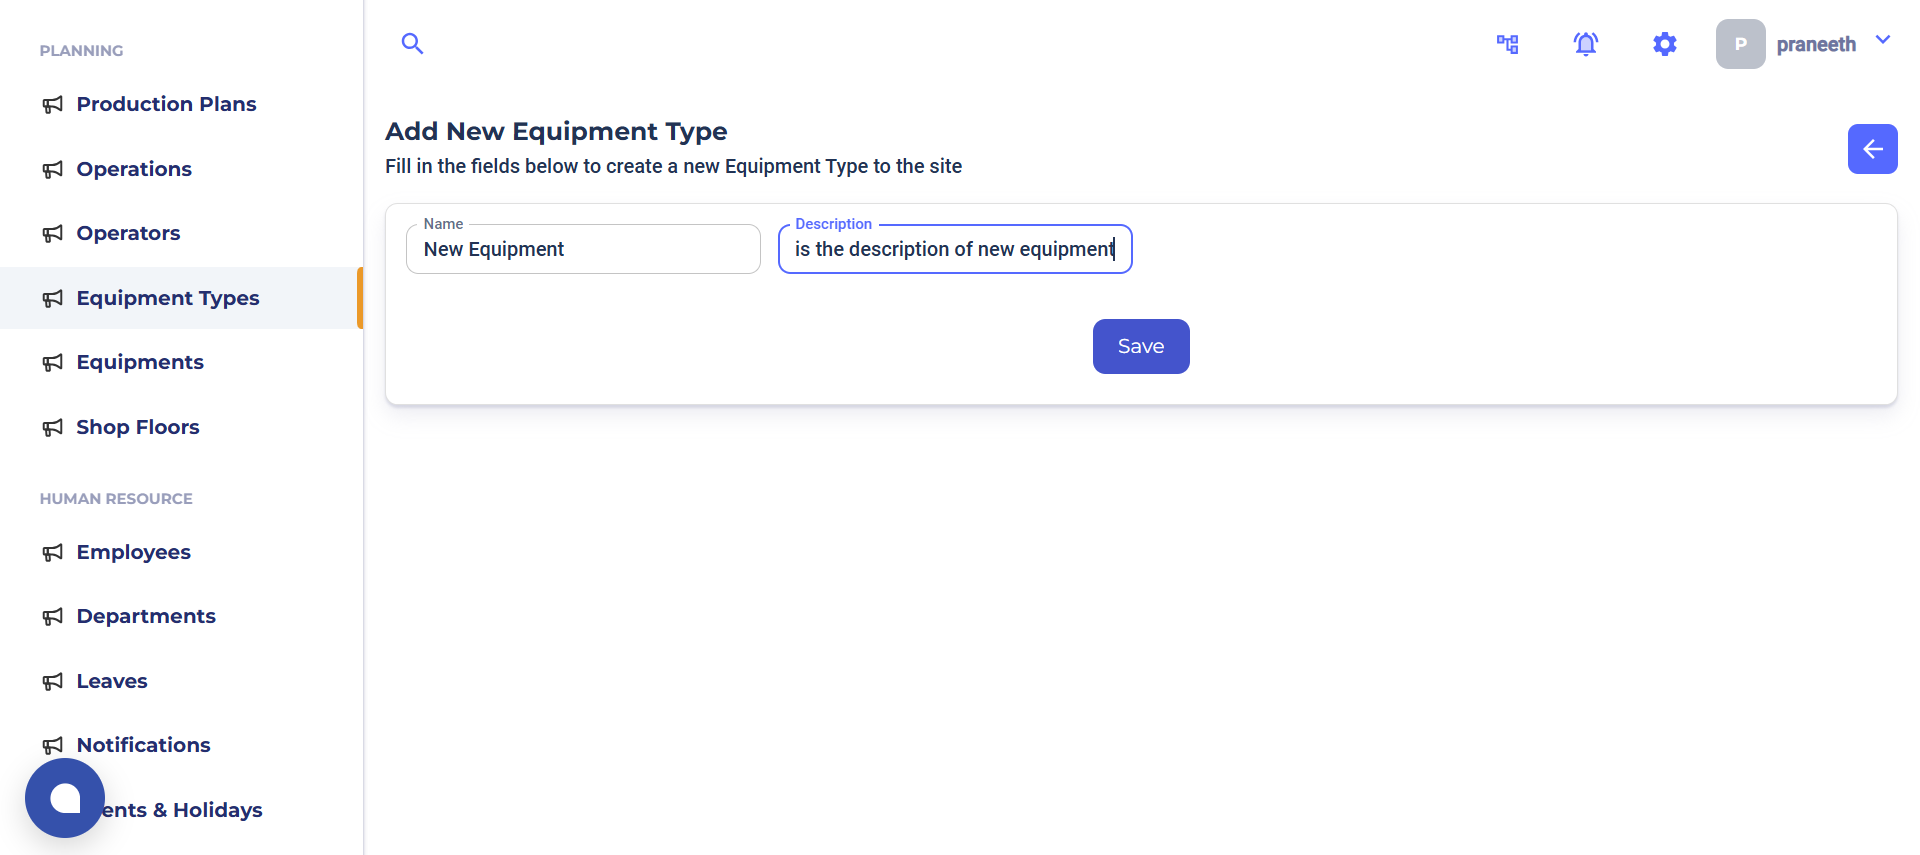 PLANNING
Production Plans
Operations
Operators
Equipment Types
Equipments
Shop Floors
HUMAN RESOURCE
Employees
Departments
Leaves
Notifications
ents & Holidays
P
praneeth
Add New Equipment Type
Fill in the fields below to create a new Equipment Type to the site
Name
New Equipment
Description
is the description of new equipment
Save